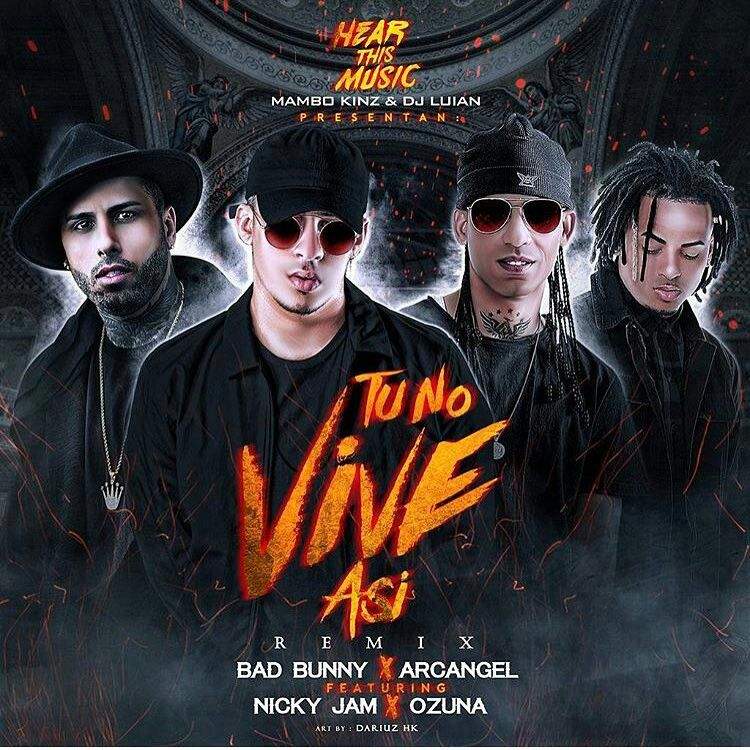 HEAR
THIS
MUSIC
MAMBO KINZ & DJ LUIAN
PRESENTAN:
TU NO
VIVE
ASI
REMIX
BAD BUNNY X ARCANGEL
FEATURING
NICKY JAM X OZUNA
ART BY : DARIUZ HK